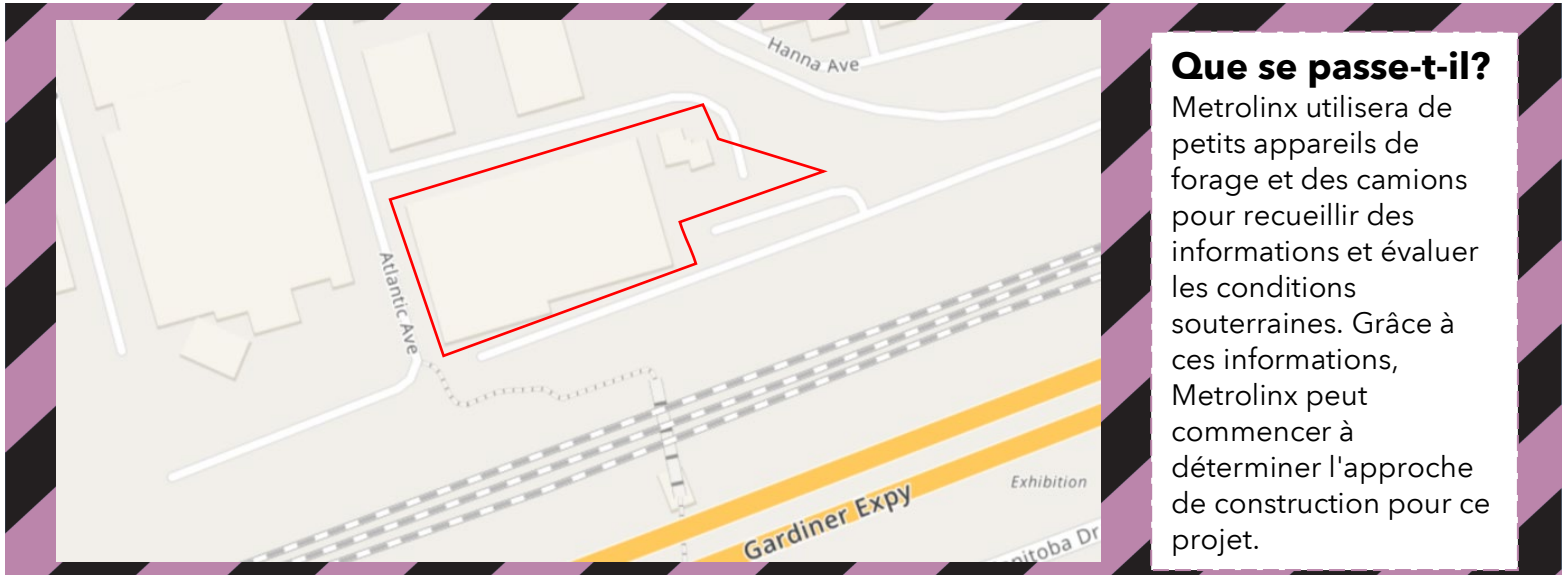 Hanna Ave
Atlantic Ave
Exhibition
Gardiner Expy
Que se passe-t-il?
Metrolinx utilisera de
petits appareils de
forage et des camions
pour recueillir des
informations et évaluer
les conditions
souterraines. Grâce à
ces informations,
Metrolinx peut
commencer à
déterminer l'approche
de construction pour ce
projet.